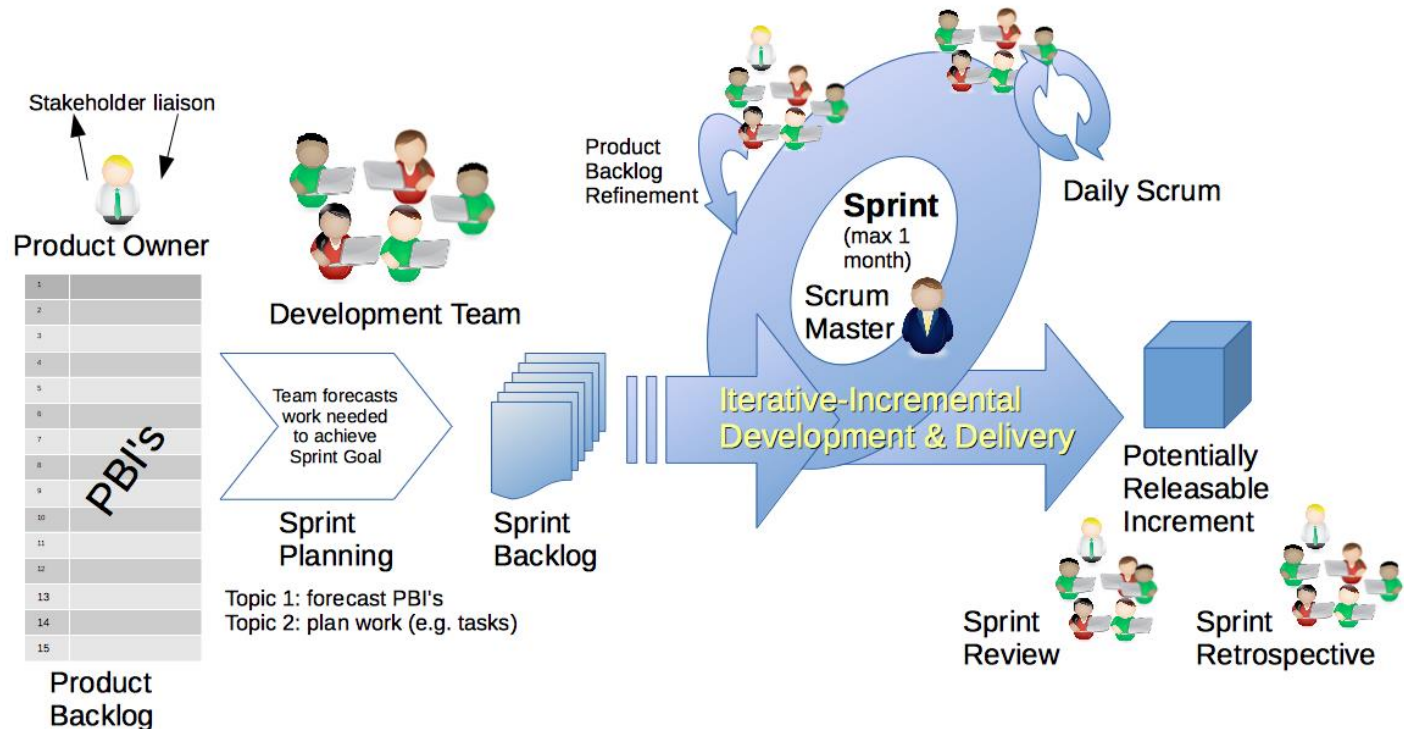 Stakeholder liaison
Product Owner
1
2
3
4
5
6
7
8
9
10
11
12
13
14
15
PBI's
Product
Backlog
Development Team
Team forecasts
work needed
to achieve
Sprint Goal
Sprint
Planning
Topic 1: forecast PBI's
Topic 2: plan work (e.g. tasks)
Sprint
Backlog
Product
Backlog
Refinement
Daily Scrum
Sprint
(max 1
month)
Scrum
Master
Iterative-Incremental
Development & Delivery
Potentially
Releasable
Increment
Sprint
Review
Sprint
Retrospective